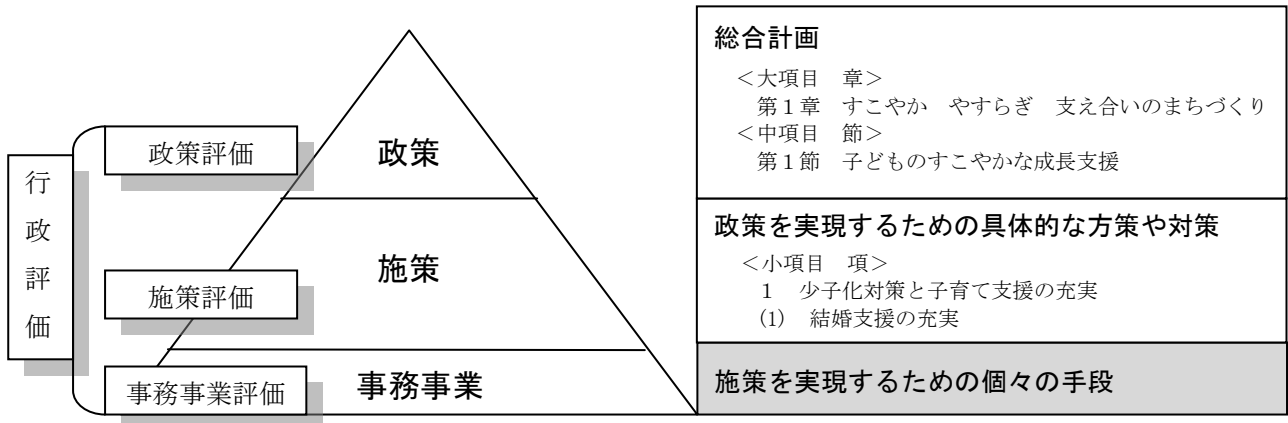 行政評価
政策評価
施策評価
事務事業評価
政策
施策
事務事業
総合計画
＜大項目　章＞
第１章　すこやか　やすらぎ　支え合いのまちづくり
＜中項目　節＞
第１節　子どものすこやかな成長支援
政策を実現するための具体的な方策や対策
＜小項目　項＞
１　少子化対策と子育て支援の充実
(1)　結婚支援の充実
施策を実現するための個々の手段